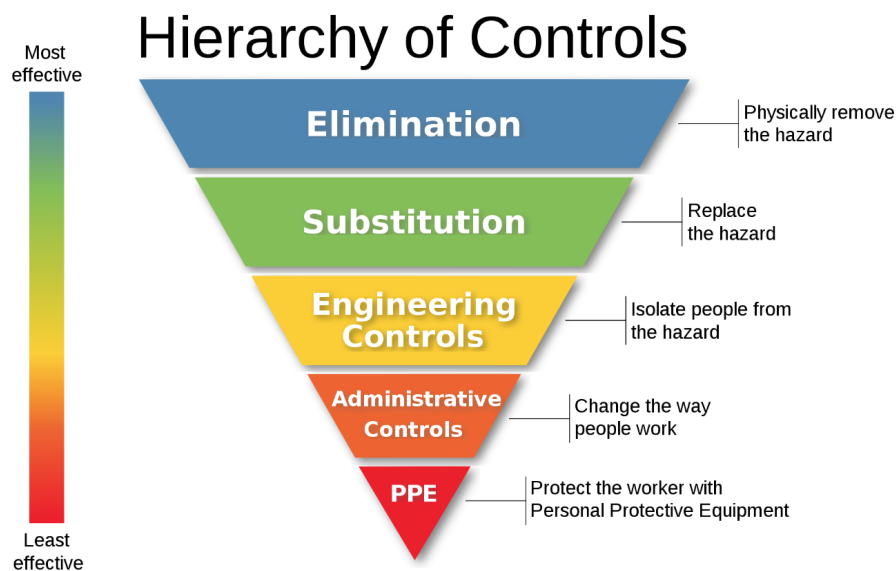 Hierarchy of Controls
Most
effective
Elimination
Physically remove
the hazard
Substitution
Replace
the hazard
Engineering
Controls
Isolate people from
the hazard
Administrative
Controls
Change the way
people work
PPE
Protect the worker with
Personal Protective Equipment
Least
effective